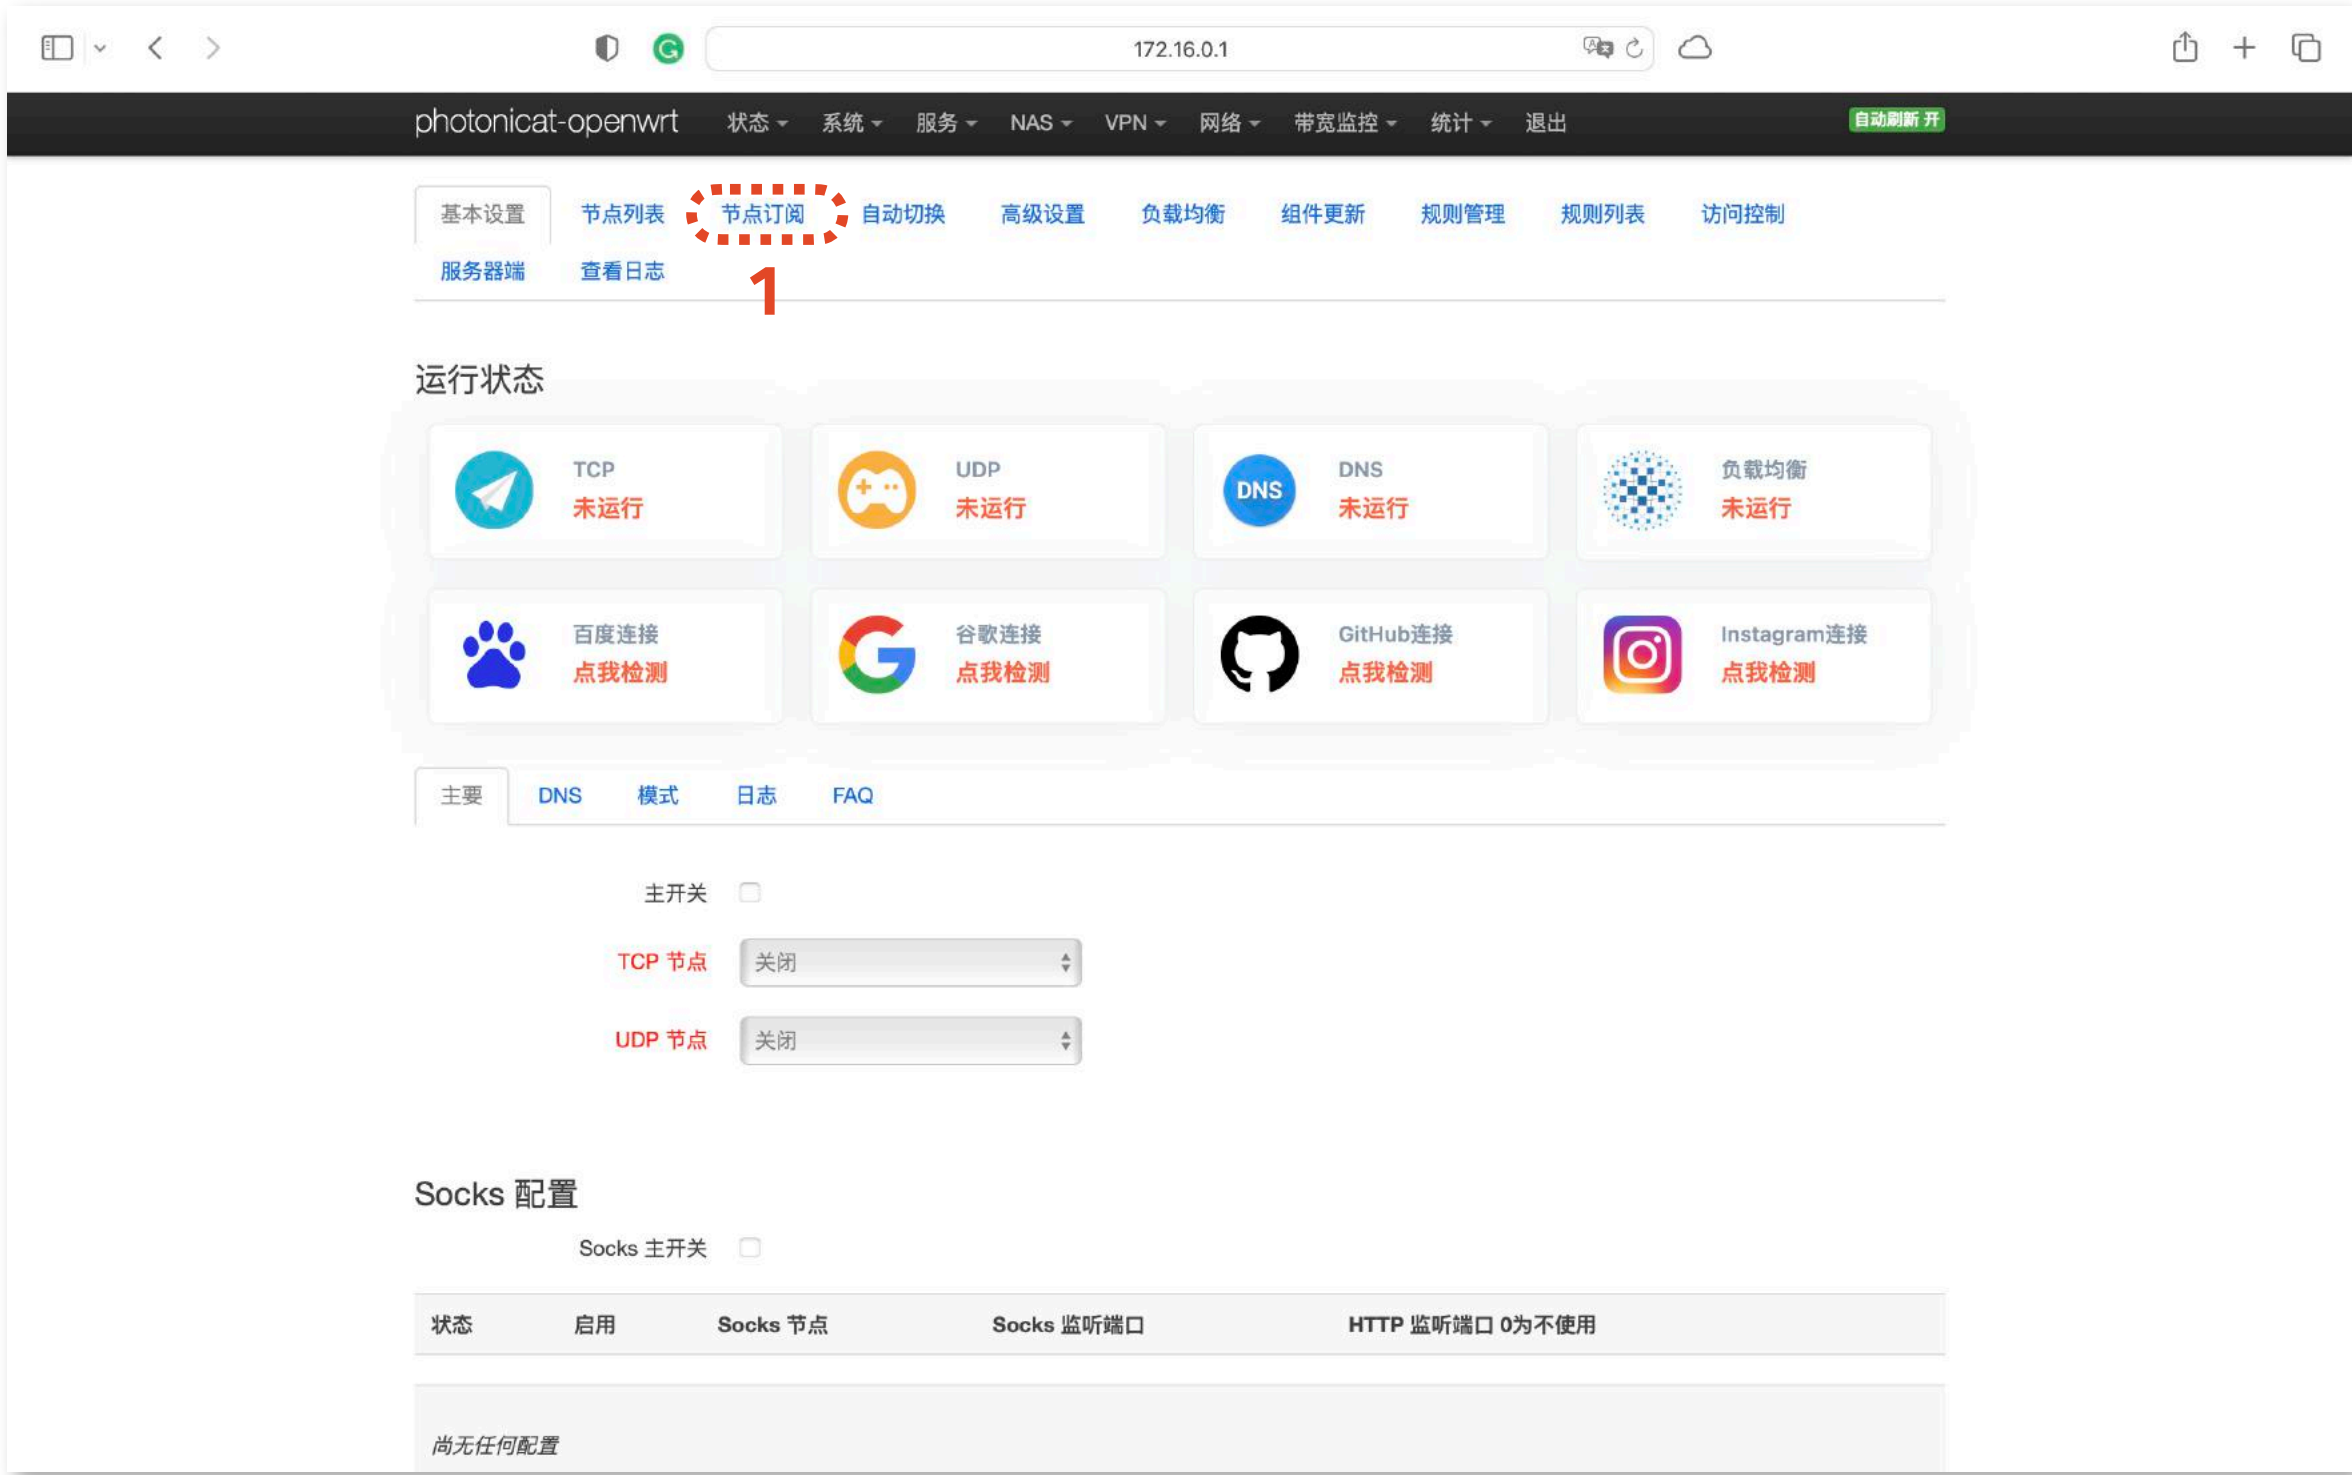 172.16.0.1
photonicat-openwrt 状态 系统 服务 NAS VPN 网络 带宽监控 统计 退出 自动刷新 开
基本设置 节点列表 节点订阅 自动切换 高级设置 负载均衡 组件更新 规则管理 规则列表 访问控制
服务器端 查看日志
1
运行状态
TCP
未运行
UDP
未运行
DNS
DNS
未运行
负载均衡
未运行
百度连接
点我检测
谷歌连接
点我检测
GitHub连接
点我检测
Instagram连接
点我检测
主要 DNS 模式 日志 FAQ
主开关
TCP 节点 关闭
UDP 节点 关闭
Socks 配置
Socks 主开关
状态 启用 Socks 节点 Socks 监听端口 HTTP 监听端口 0为不使用
尚无任何配置